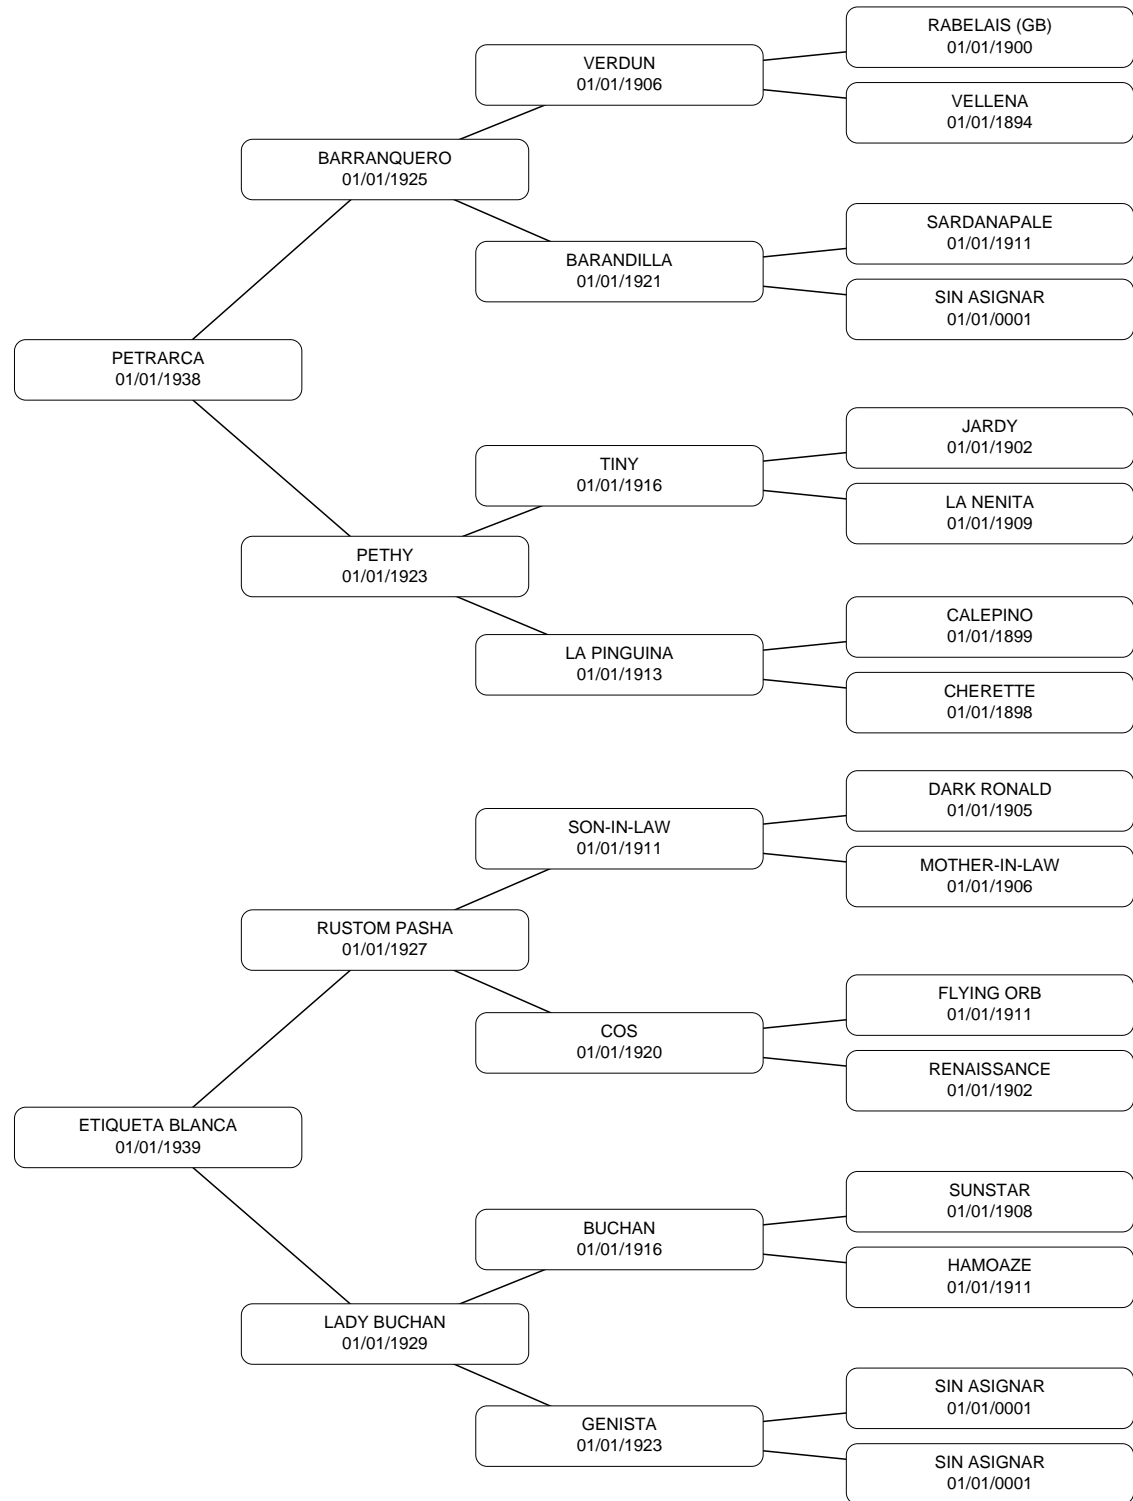 RABELAIS (GB)
01/01/1900
VERDUN
01/01/1906
VELLENA
01/01/1894
BARRANQUERO
01/01/1925
SARDANAPALE
01/01/1911
BARANDILLA
01/01/1921
SIN ASIGNAR
01/01/0001
PETRARCA
01/01/1938
JARDY
01/01/1902
TINY
01/01/1916
LA NENITA
01/01/1909
PETHY
01/01/1923
CALEPINO
01/01/1899
LA PINGUINA
01/01/1913
CHERETTE
01/01/1898
DARK RONALD
01/01/1905
SON-IN-LAW
01/01/1911
MOTHER-IN-LAW
01/01/1906
RUSTOM PASHA
01/01/1927
FLYING ORB
01/01/1911
COS
01/01/1920
RENAISSANCE
01/01/1902
ETIQUETA BLANCA
01/01/1939
SUNSTAR
01/01/1908
BUCHAN
01/01/1916
HAMOAZE
01/01/1911
LADY BUCHAN
01/01/1929
SIN ASIGNAR
01/01/0001
GENISTA
01/01/1923
SIN ASIGNAR
01/01/0001